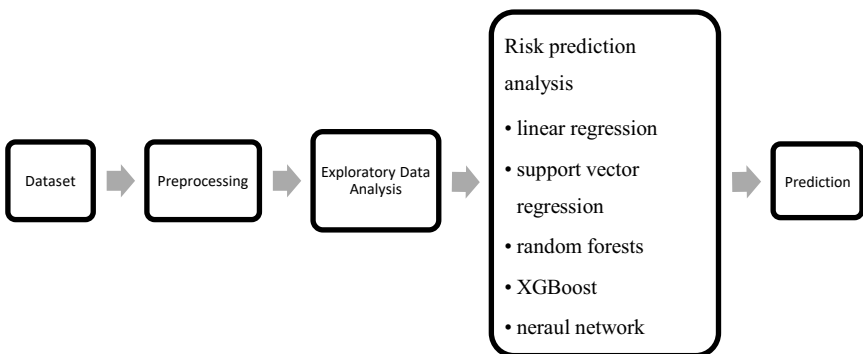 Dataset
Preprocessing
Exploratory Data
Analysis
Risk prediction
analysis
• linear regression
• support vector
regression
• random forests
• XGBoost
• neraul network
Prediction